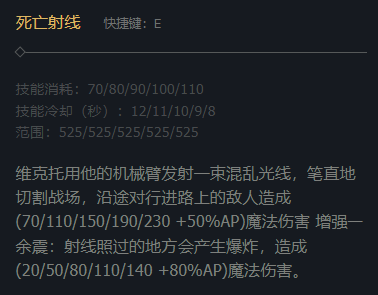 死亡射线 快捷键：E
技能消耗：70/80/90/100/110
技能冷却（秒）：12/11/10/9/8
范围：525/525/525/525/525
维克托用他的机械臂发射一束混乱光线，笔直地
切割战场，沿途对行进路上的敌人造成
(70/110/150/190/230 +50%AP)魔法伤害 增强—
余震：射线照过的地方会产生爆炸，造成
(20/50/80/110/140 +80%AP)魔法伤害。